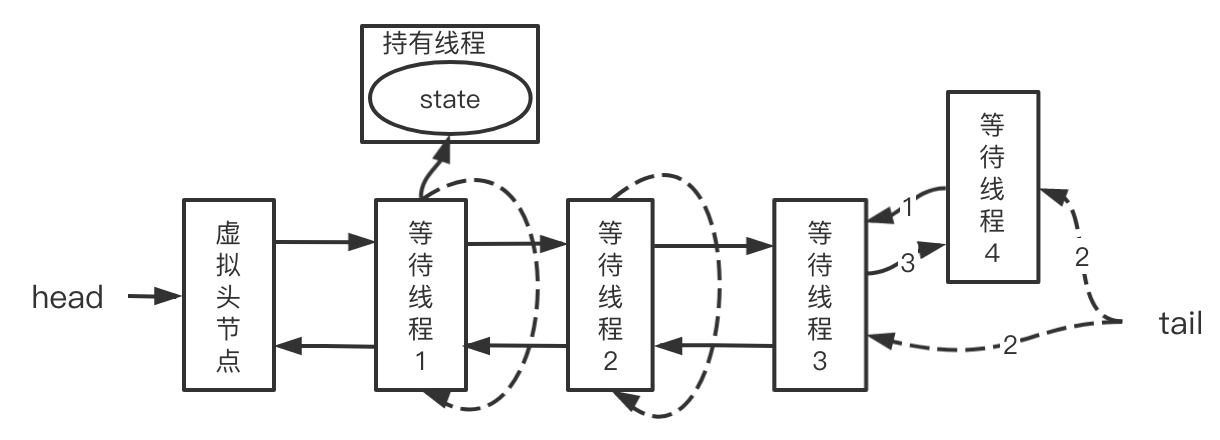 持有线程
state
head
虚拟头节点
等待线程1
等待线程2
等待线程3
等待线程4
1
3
2
2
tail